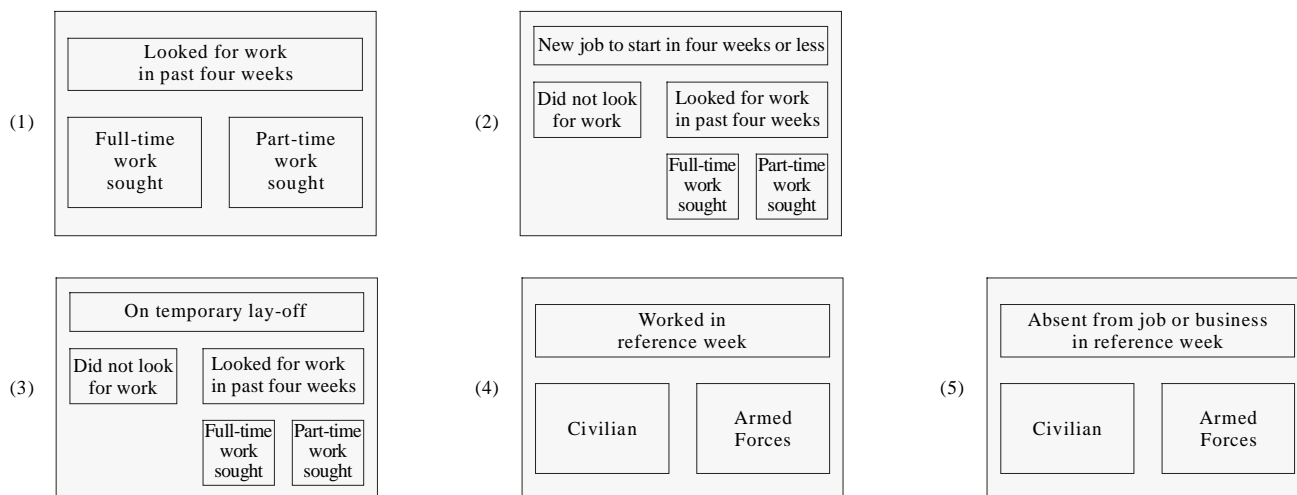 (1)
Looked for work
in past four weeks
Full-time
work
sought
Part-time
work
sought
(2)
New job to start in four weeks or less
Did not look
for work
Looked for work
in past four weeks
Full-time
work
sought
Part-time
work
sought
(3)
On temporary lay-off
Did not look
for work
Looked for work
in past four weeks
Full-time
work
sought
Part-time
work
sought
(4)
Worked in
reference week
Civilian
Armed
Forces
(5)
Absent from job or business
in reference week
Civilian
Armed
Forces